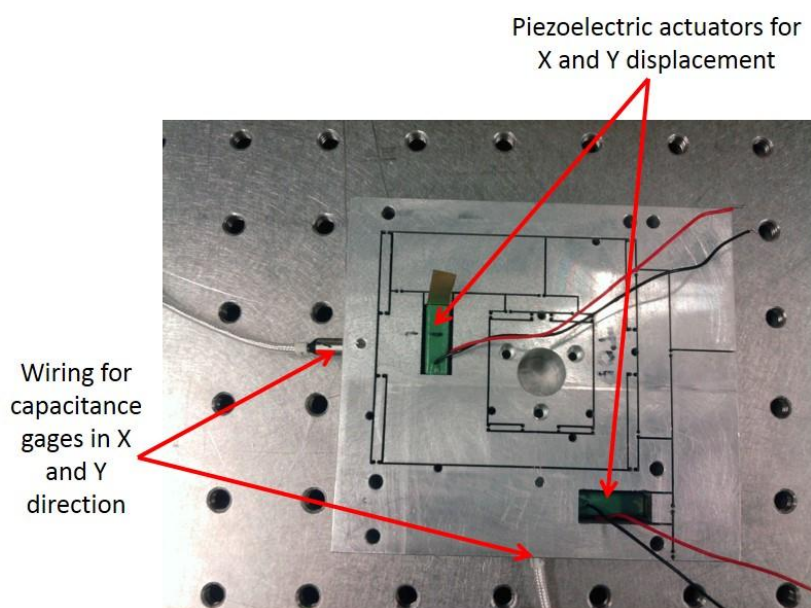 Piezoelectric actuators for
X and Y displacement
Wiring for
capacitance
gages in X
and Y
direction